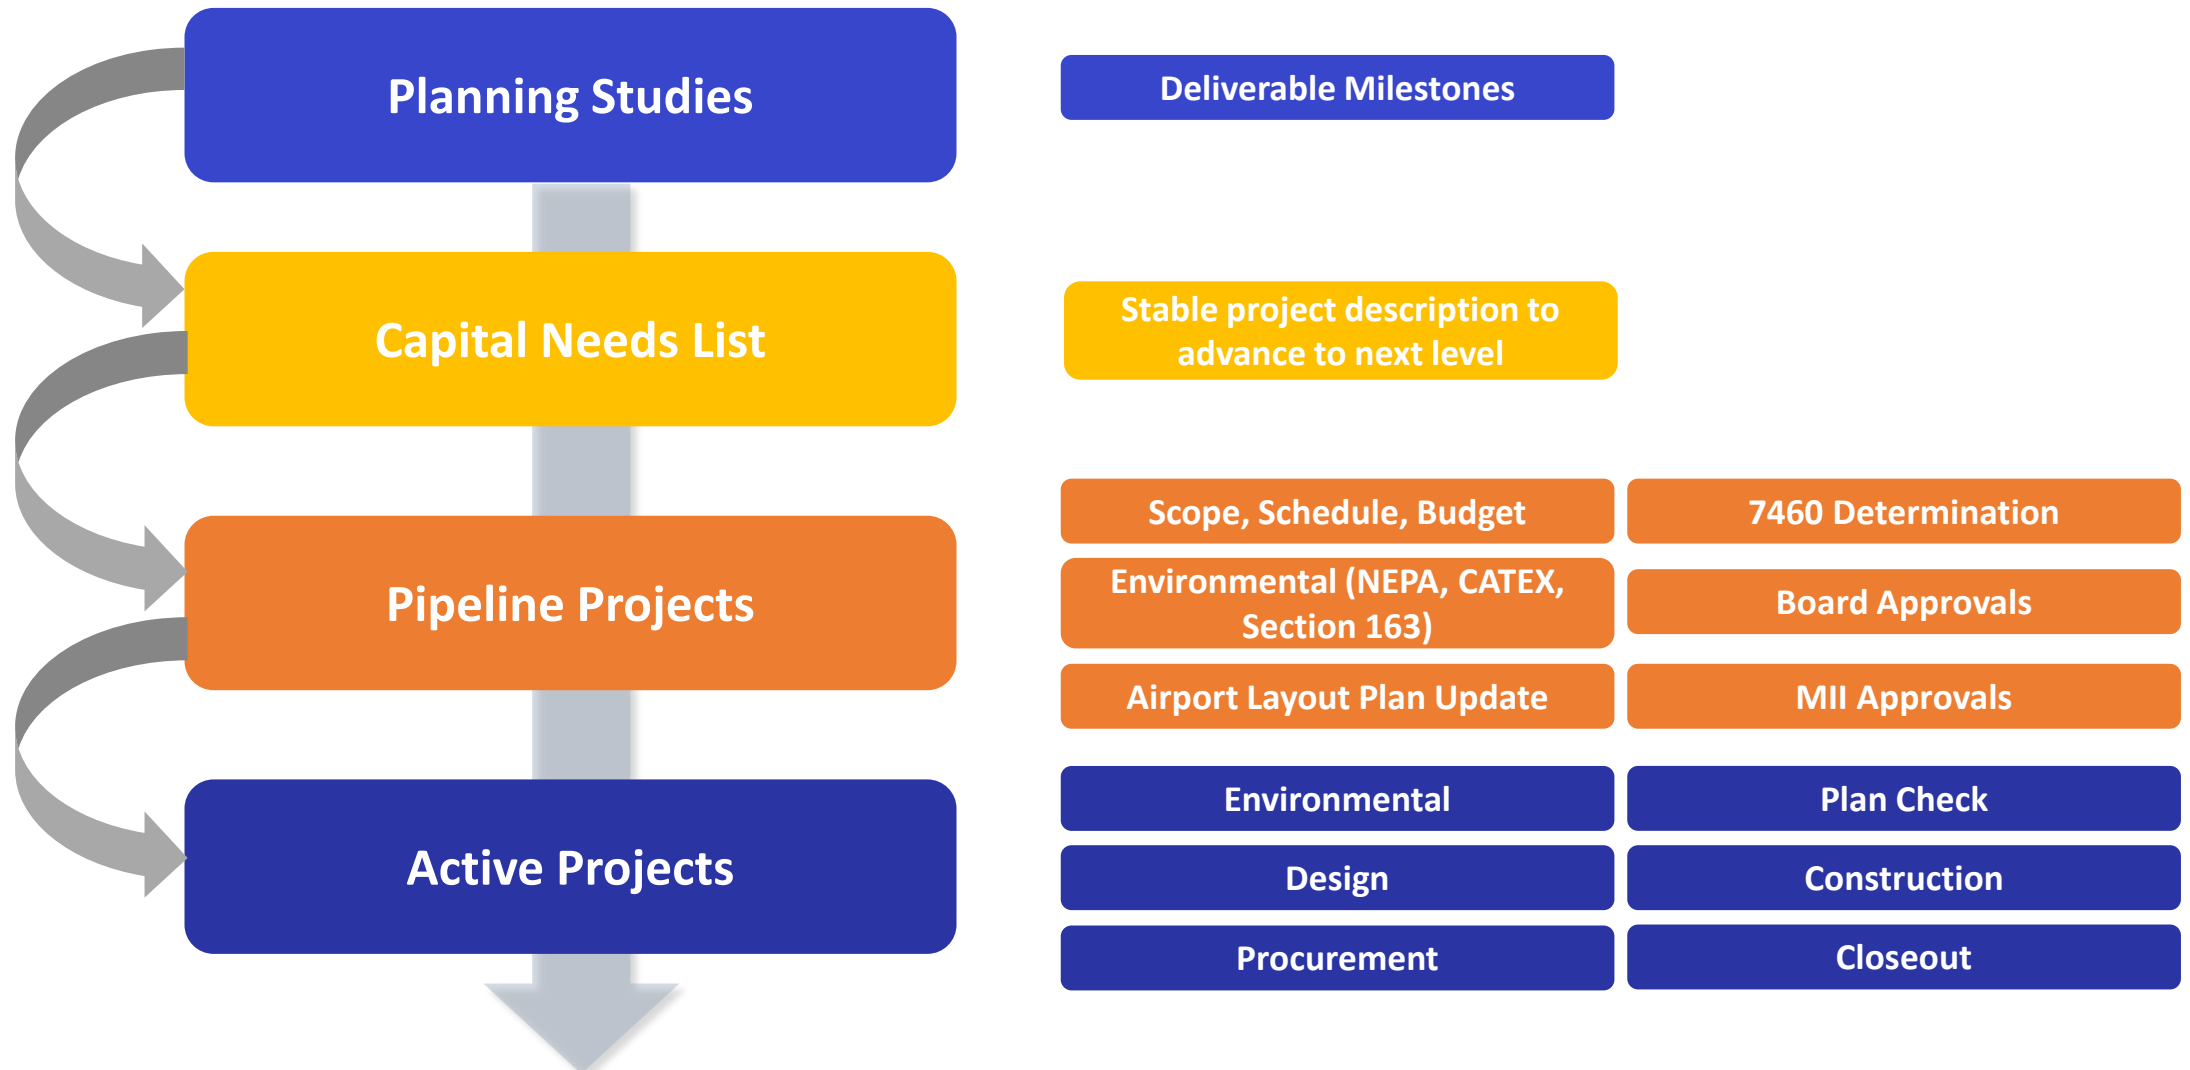 Planning Studies
Deliverable Milestones
Capital Needs List
Stable project description to
advance to next level
Pipeline Projects
Scope, Schedule, Budget
7460 Determination
Environmental (NEPA, CATEX,
Section 163)
Board Approvals
Airport Layout Plan Update
MII Approvals
Active Projects
Environmental
Plan Check
Design
Construction
Procurement
Closeout